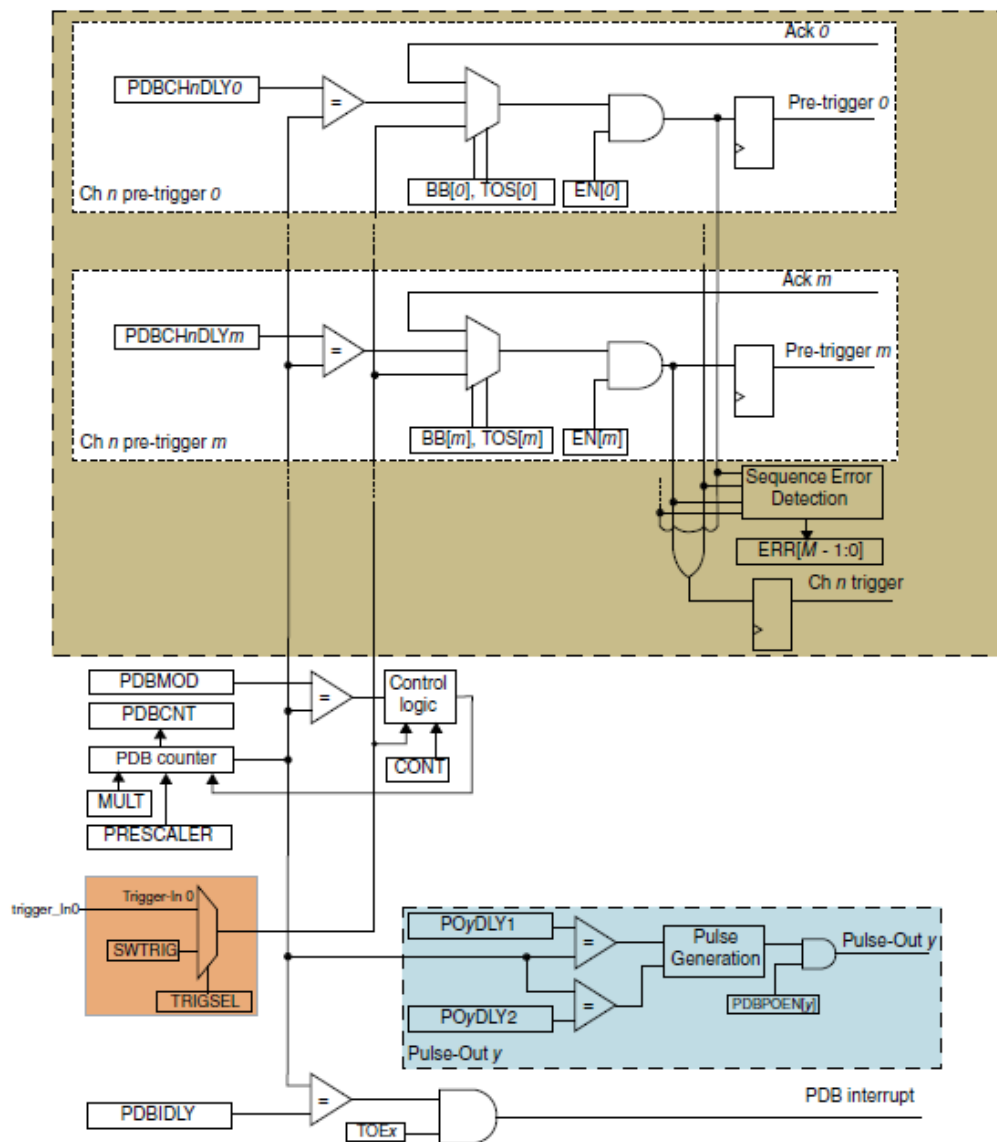 Ack 0
PDBCHnDLY0
=
Pre-trigger 0
BB[0], TOS[0]
EN[0]
Ch n pre-trigger 0
Ack m
PDBCHnDLYm
=
Pre-trigger m
BB[m], TOS[m]
EN[m]
Ch n pre-trigger m
Sequence Error
Detection
ERR[M - 1:0]
Ch n trigger
PDBMOD
=
Control
logic
PDBCNT
PDB counter
CONT
MULT
PRESCALER
trigger_In0
Trigger-In 0
SWTRIG
TRIGSEL
POyDLY1
=
Pulse
Generation
Pulse-Out y
PDBPOEN[y]
=
POyDLY2
Pulse-Out y
PDB interrupt
=
PDBIDLY
TOEx